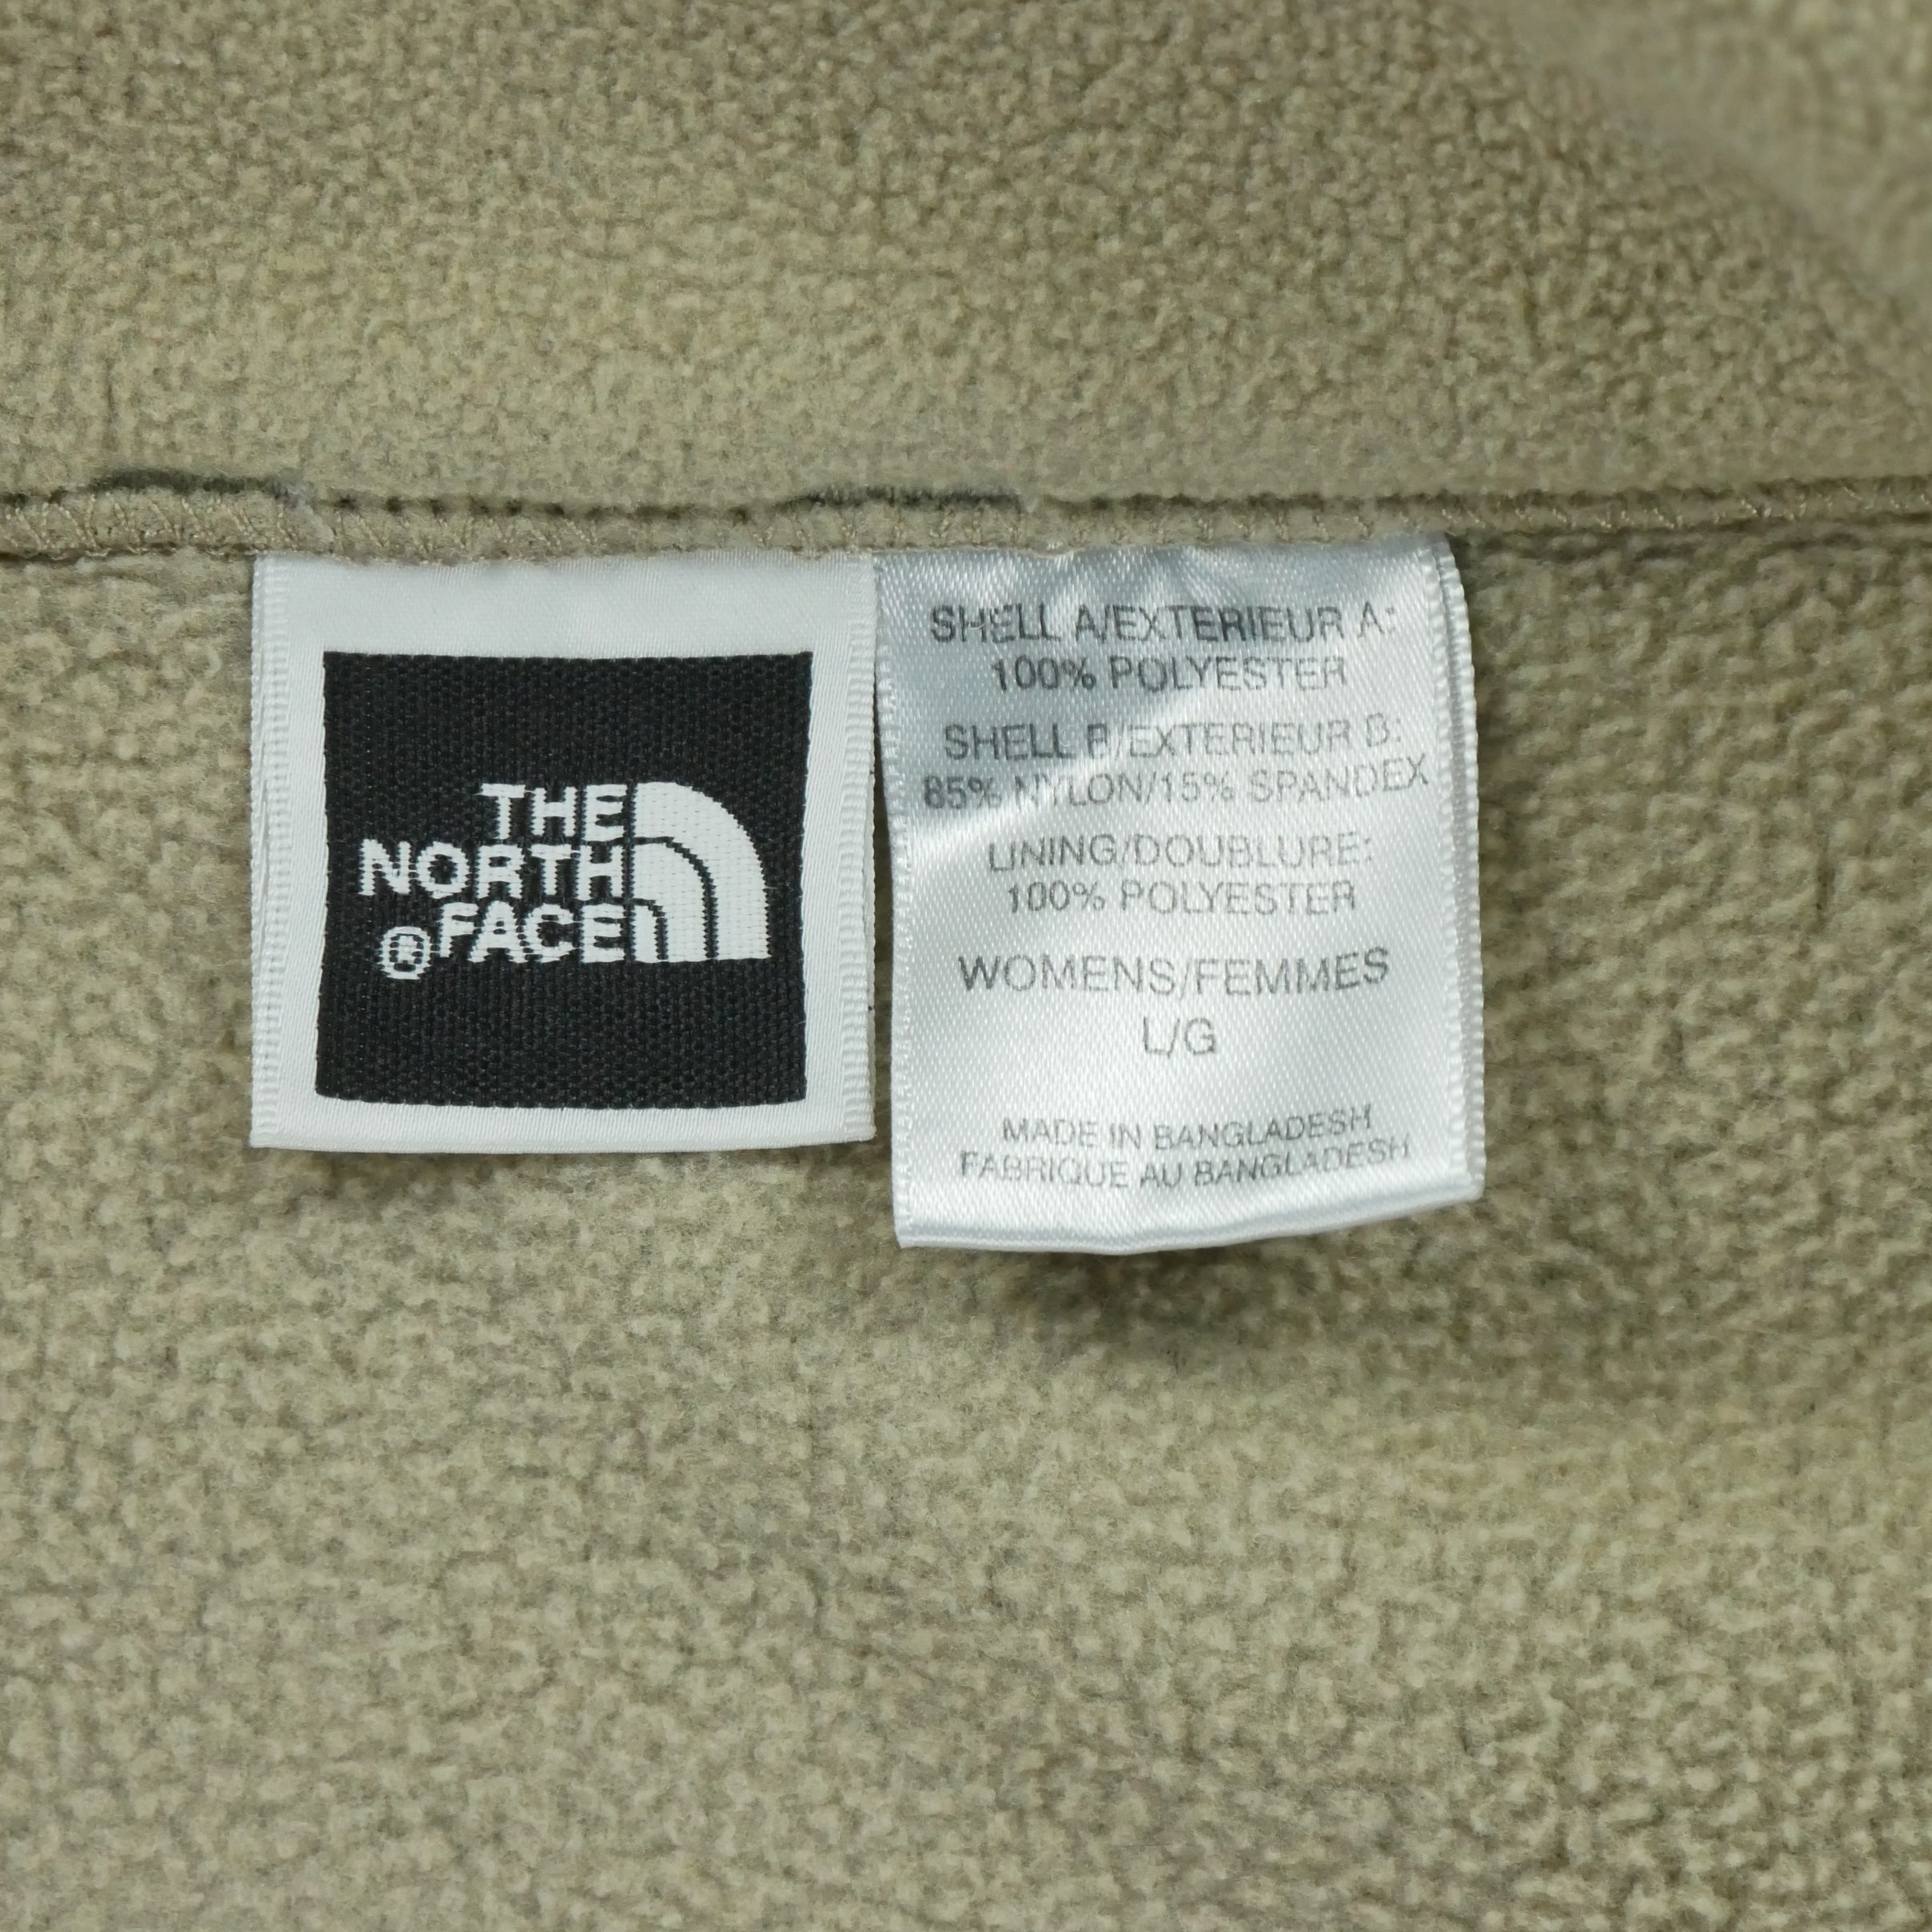 THE
NORTH
®FACE
SHELL A/EXTERIEUR A:
100% POLYESTER
SHELL B/EXTERIEUR B:
85% NYLON/15% SPANDEX
LINING/DOUBLURE:
100% POLYESTER
WOMENS/FEMMES
L/G
MADE IN BANGLADESH
FABRIQUE AU BANGLADESH